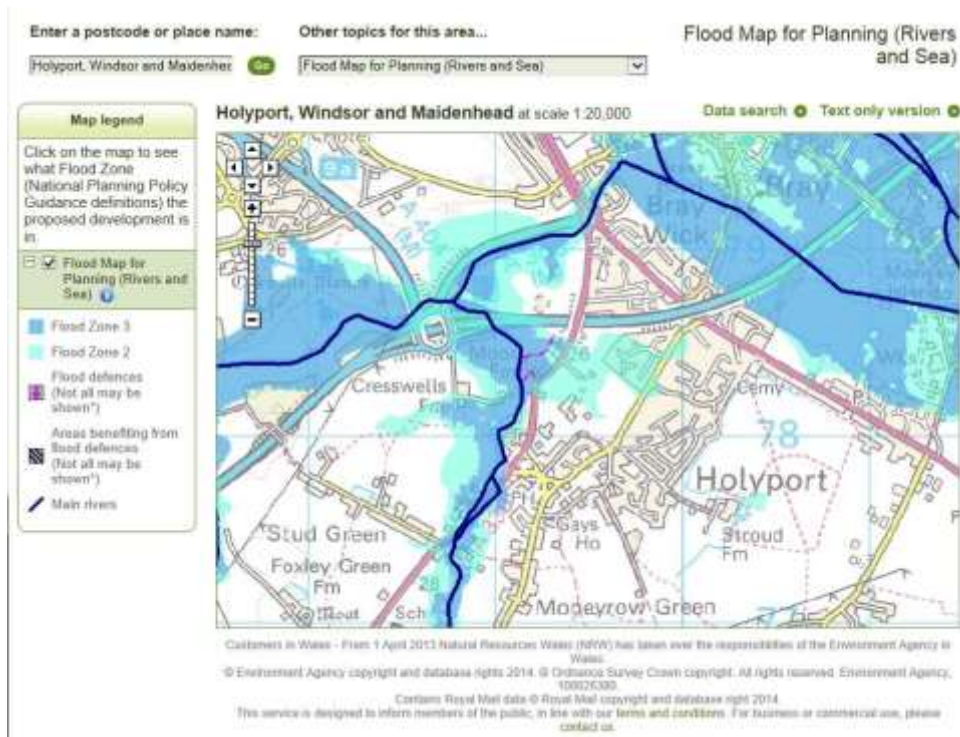 Enter a postcode or place name:
Other topics for this area...
Flood Map for Planning (Rivers
and Sea)
Holyport, Windsor and Maidenhea
Go
Flood Map for Planning (Rivers and Sea)
Map legend
Holyport, Windsor and Maidenhead at scale 1:20,000
Data search
Text only version
Click on the map to see
what Flood Zone
(National Planning Policy
Guidance definitions) the
proposed development is
in.
Flood Map for
Planning (Rivers and
Sea)
Flood Zone 3
Flood Zone 2
Flood defences
(Not all may be
shown*)
Areas benefiting from
flood defences
(Not all may be
shown*)
Main rivers
9a
Bray
Bray
Wick
26
26
Cresswells
Fm
Cemy
78
Holyport
PH
Gays
Ho
Stroud
Fm
Stud Green
Foxley Green
Fm
28
Sch
Moneyrow Green
Customers in Wales - From 1 April 2013 Natural Resources Wales (NRW) has taken over the responsibilities of the Environment Agency in
Wales.
© Environment Agency copyright and database rights 2014. © Ordnance Survey Crown copyright. All rights reserved. Environment Agency,
100026380.
Contains Royal Mail data © Royal Mail copyright and database right 2014.
This service is designed to inform members of the public, in line with our terms and conditions. For business or commercial use, please
contact us.